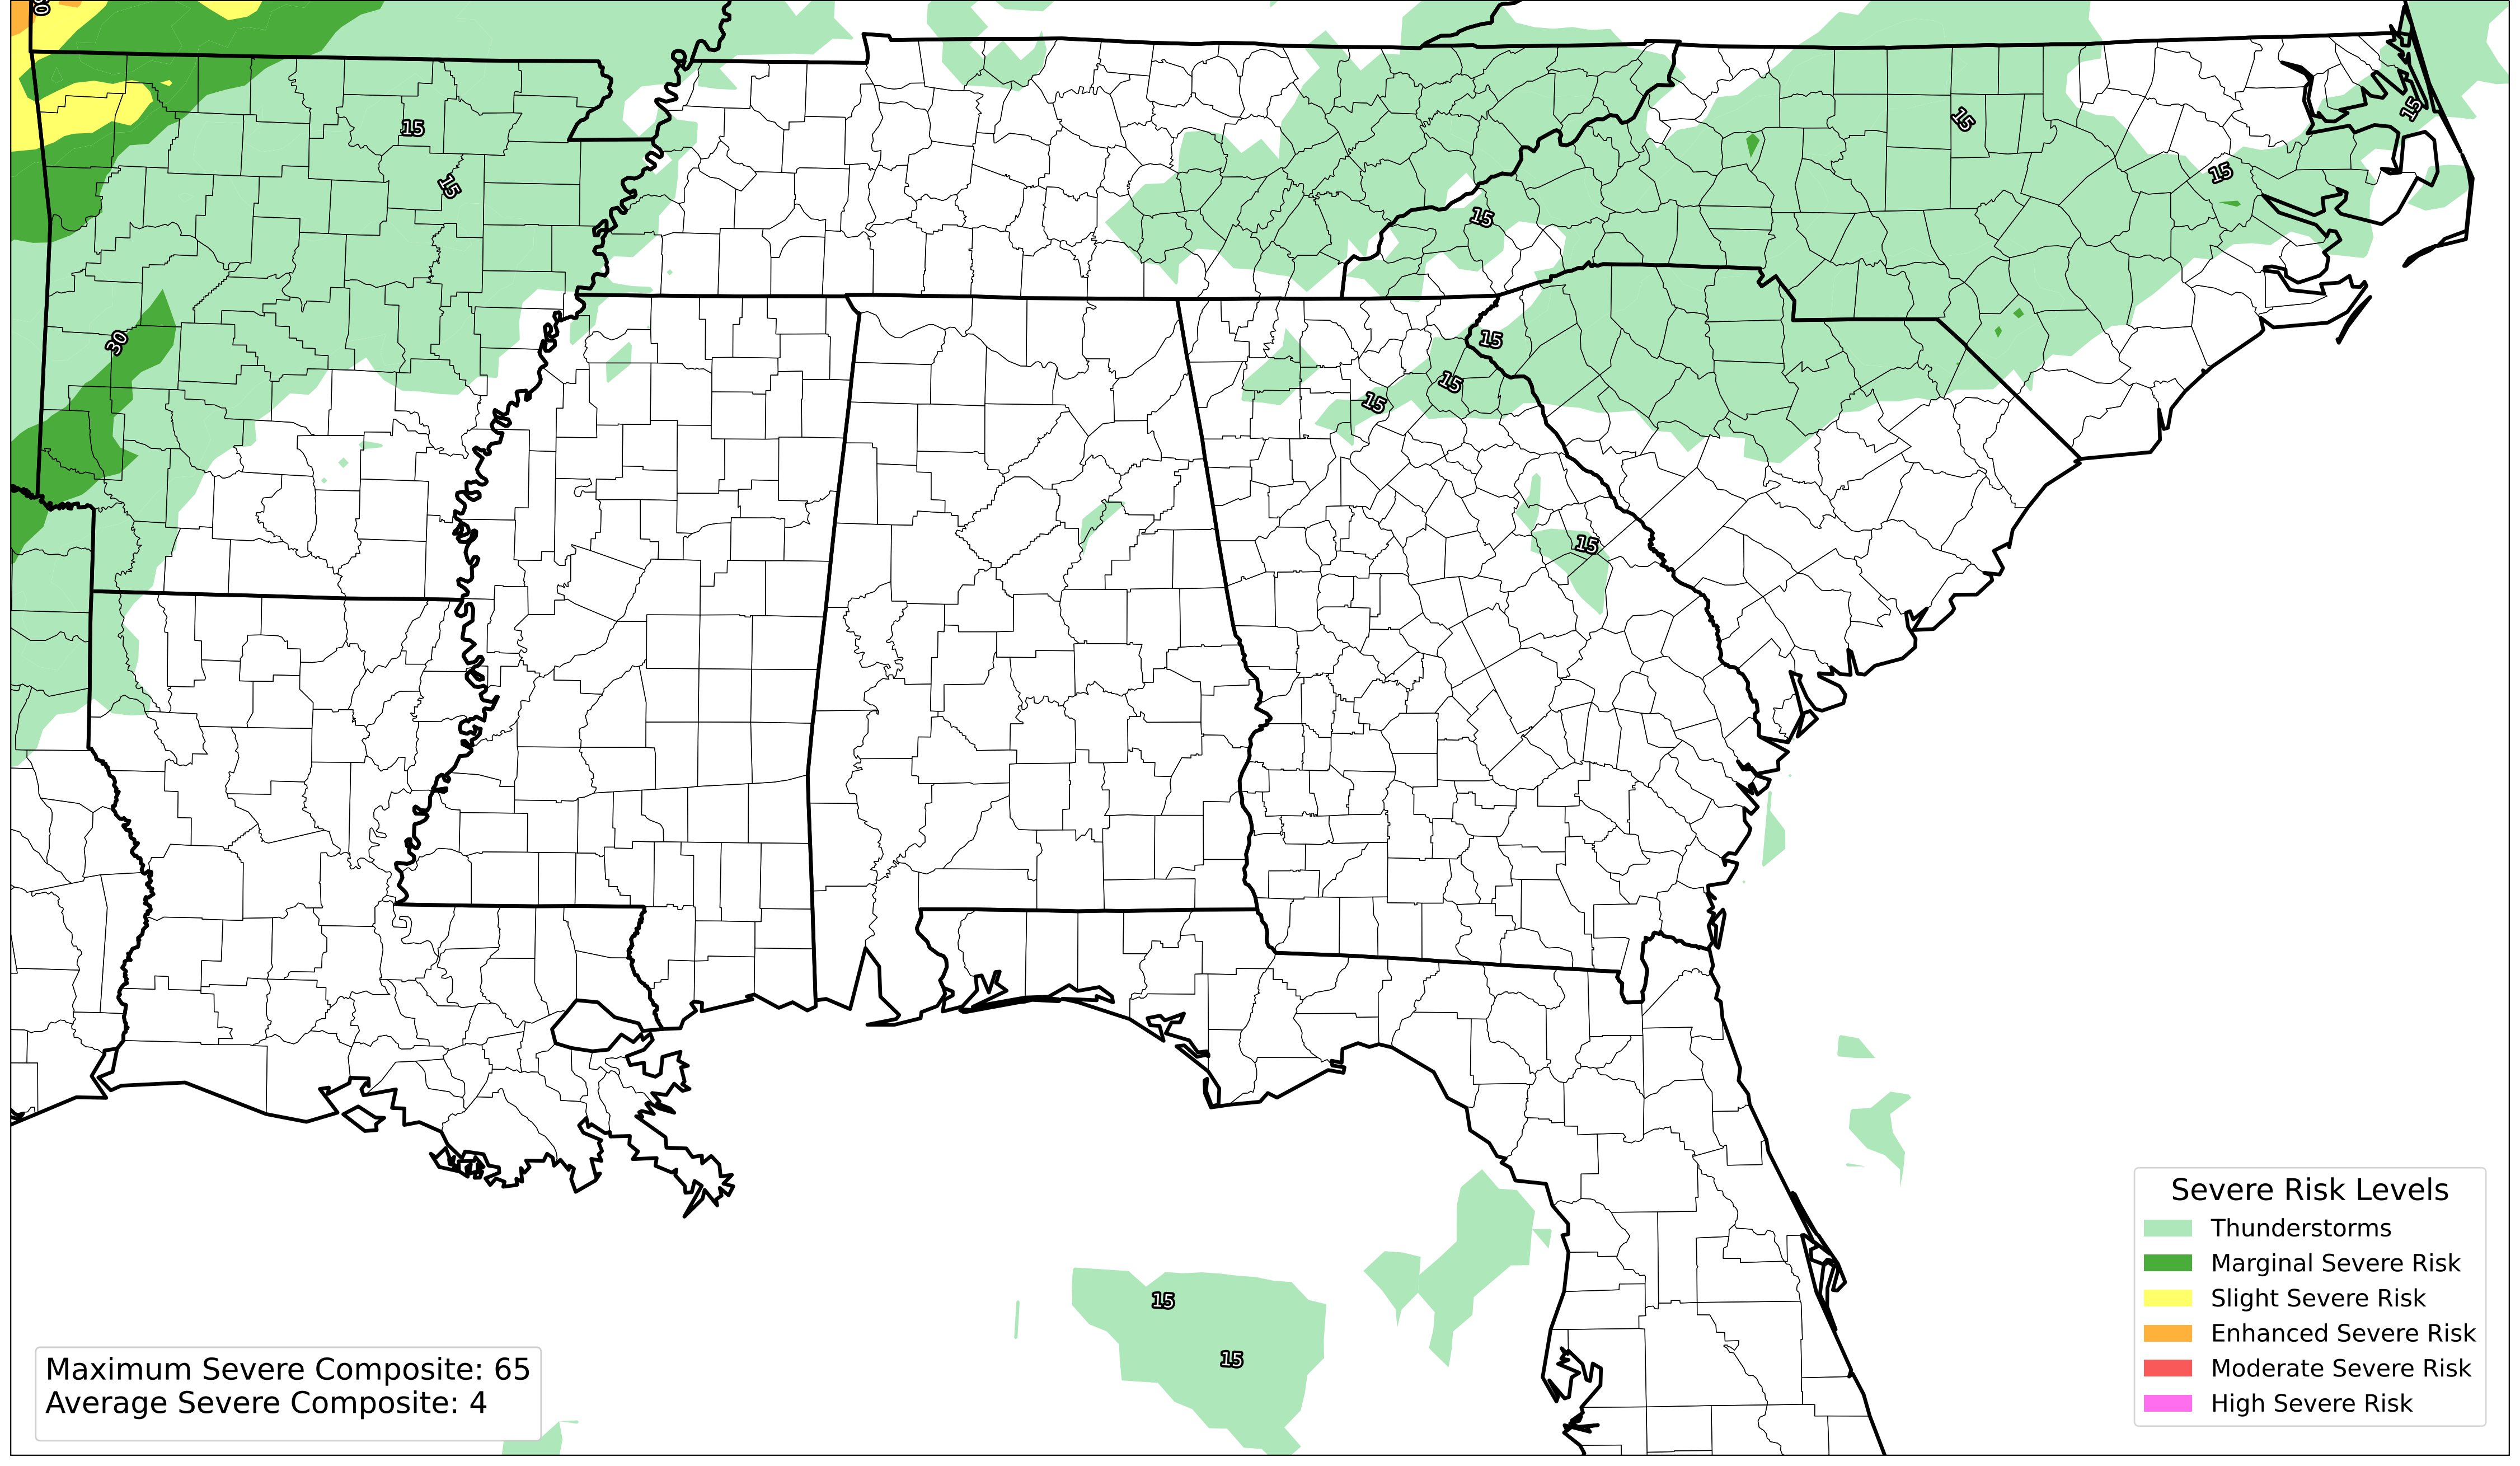 15
15
15
15
15
30
15
15
15
15
15
15
15
Severe Risk Levels
Thunderstorms
Marginal Severe Risk
Slight Severe Risk
Enhanced Severe Risk
Moderate Severe Risk
High Severe Risk
Maximum Severe Composite: 65
Average Severe Composite: 4